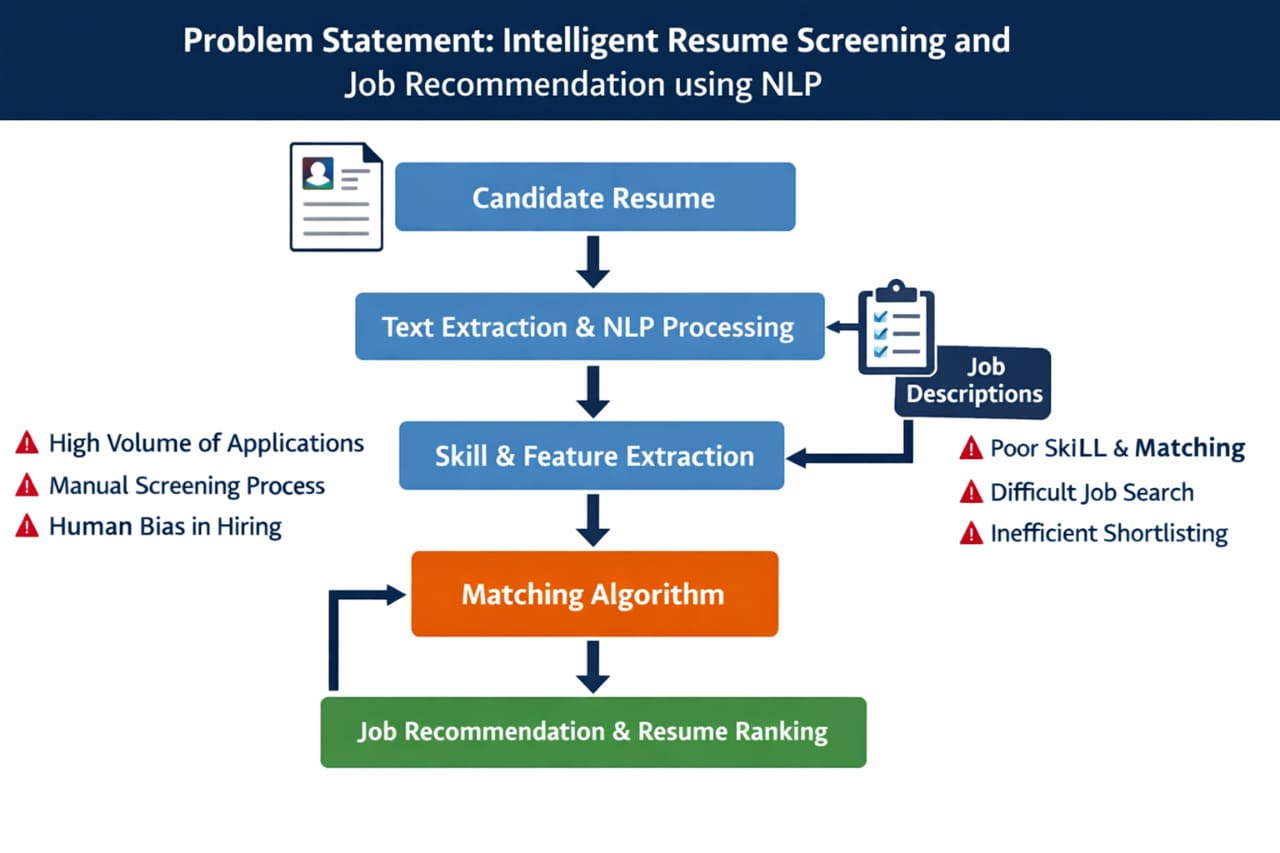 Problem Statement: Intelligent Resume Screening and
Job Recommendation using NLP
Candidate Resume
Text Extraction & NLP Processing
Job
Descriptions
High Volume of Applications
Manual Screening Process
Human Bias in Hiring
Skill & Feature Extraction
Poor SkiLL & Matching
Difficult Job Search
Inefficient Shortlisting
Matching Algorithm
Job Recommendation & Resume Ranking